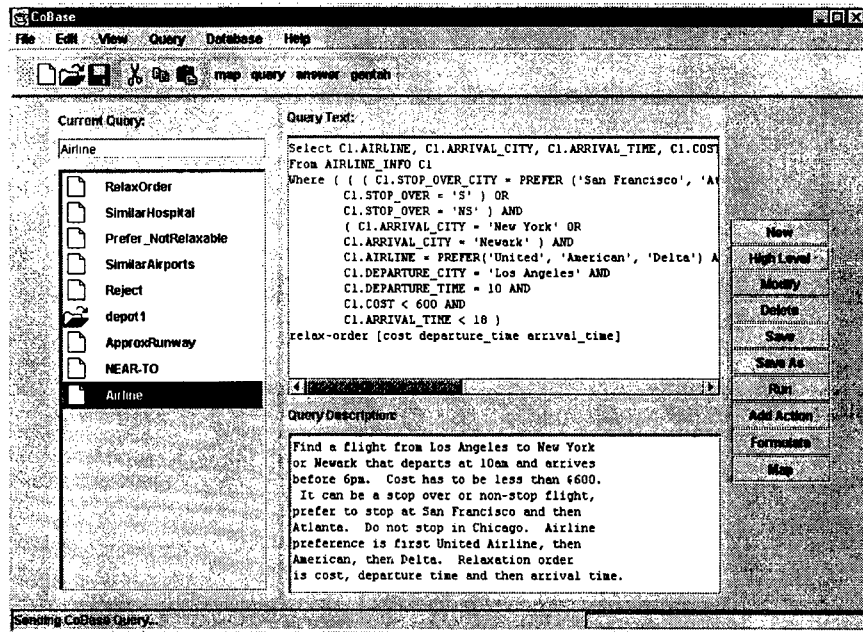 CoBase
File Edit View Query Database Help
map query answer gentah
Current Query:
Airline
RelaxOrder
SimilarHospital
Prefer_NotRelaxable
SimilarAirports
Reject
depot1
ApproxRunway
NEAR-TO
Airline
Query Text:
Select C1.AIRLINE, C1.ARRIVAL_CITY, C1.ARRIVAL_TIME, C1.COST
From AIRLINE_INFO C1
Where ( ( ( C1.STOP_OVER_CITY = PREFER ('San Francisco', 'At
C1.STOP_OVER = 'S' ) OR
C1.STOP_OVER = 'NS' ) AND
( C1.ARRIVAL_CITY = 'New York' OR
C1.ARRIVAL_CITY = 'Newark' ) AND
C1.AIRLINE = PREFER('United', 'American', 'Delta') A
C1.DEPARTURE_CITY = 'Los Angeles' AND
C1.DEPARTURE_TIME = 10 AND
C1.COST < 600 AND
C1.ARRIVAL_TIME < 18 )
relax-order [cost departure_time arrival_time]
Query Description:
Find a flight from Los Angeles to New York
or Newark that departs at 10am and arrives
before 6pm. Cost has to be less than $600.
It can be a stop over or non-stop flight,
prefer to stop at San Francisco and then
Atlanta. Do not stop in Chicago. Airline
preference is first United Airline, then
American, then Delta. Relaxation order
is cost, departure time and then arrival time.
New
High Level
Modify
Delete
Save
Save As
Run
Add Action
Formulate
Map
Sending CoBase Query...